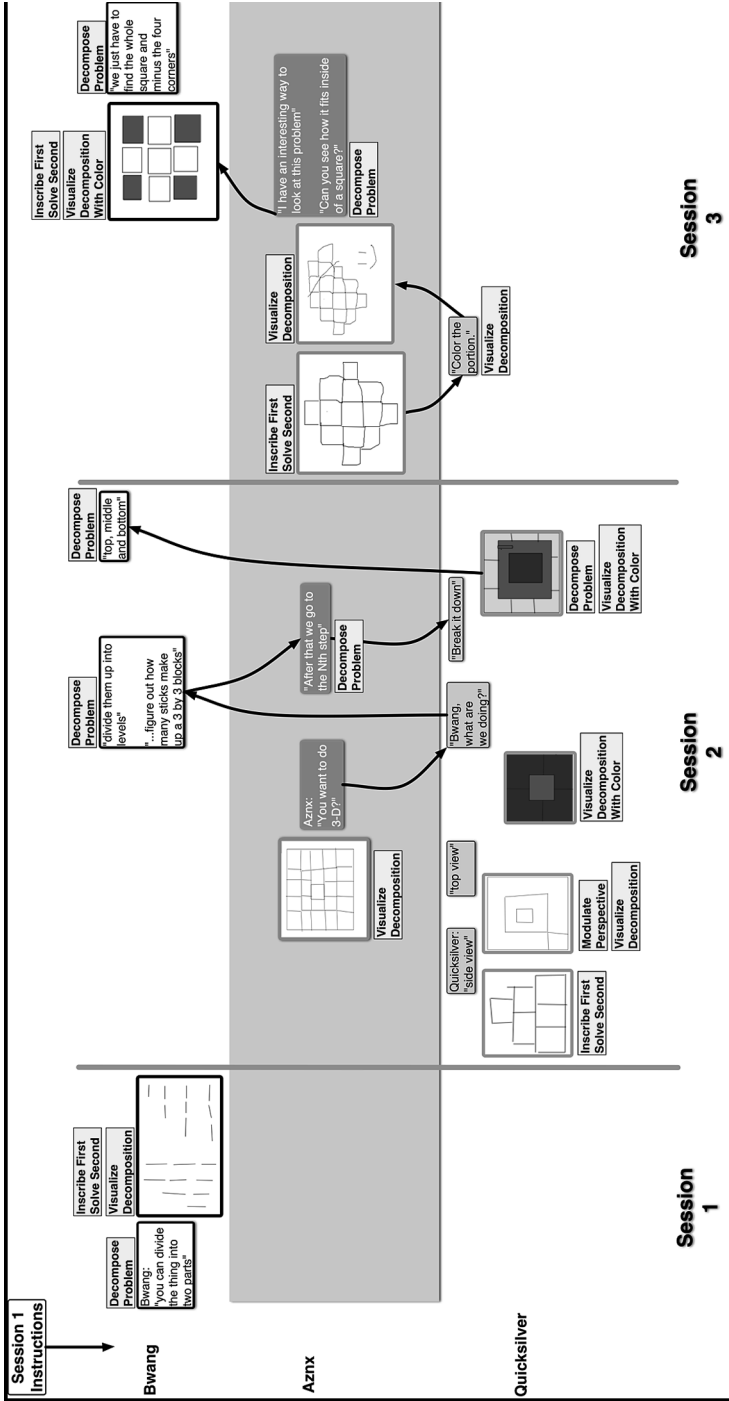 Session 1
Instructions
Bwang
Aznx
Quicksilver
Decompose
Problem
Bwang:
"you can divide
the thing into
two parts"
Inscribe First
Solve Second
Visualize
Decomposition
Session
1
Quicksilver:
"side view"
Inscribe First
Solve Second
"top view"
Modulate
Perspective
Visualize
Decomposition
Visualize
Decomposition
With Color
Visualize
Decomposition
Aznx:
"You want to do
3-D?"
"Bwang,
what are
we doing?"
Decompose
Problem
"divide them up into
levels"
"...figure out how
many sticks make
up a 3 by 3 blocks"
"After that we go to
the Nth step"
Decompose
Problem
"Break it down"
Decompose
Problem
Visualize
Decomposition
With Color
Decompose
Problem
"top, middle
and bottom"
Session
2
Inscribe First
Solve Second
"Color the
portion."
Visualize
Decomposition
Visualize
Decomposition
"I have an interesting way to
look at this problem"
"Can you see how it fits inside
of a square?"
Decompose
Problem
Inscribe First
Solve Second
Visualize
Decomposition
With Color
Decompose
Problem
"we just have to
find the whole
square and
minus the four
corners"
Session
3